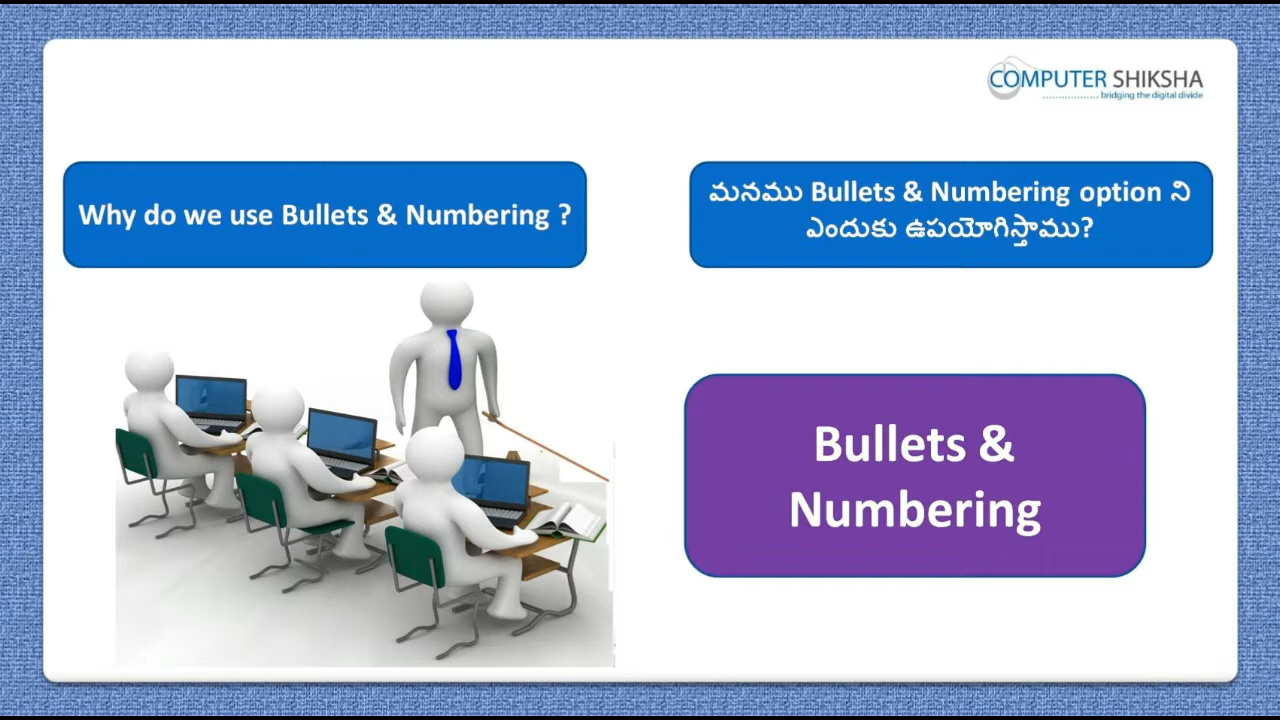 COMPUTER SHIKSHA
bridging the digital divide
Why do we use Bullets & Numbering ?
మనము Bullets & Numbering option ని
ఎందుకు ఉపయోగిస్తాము?
Bullets &
Numbering